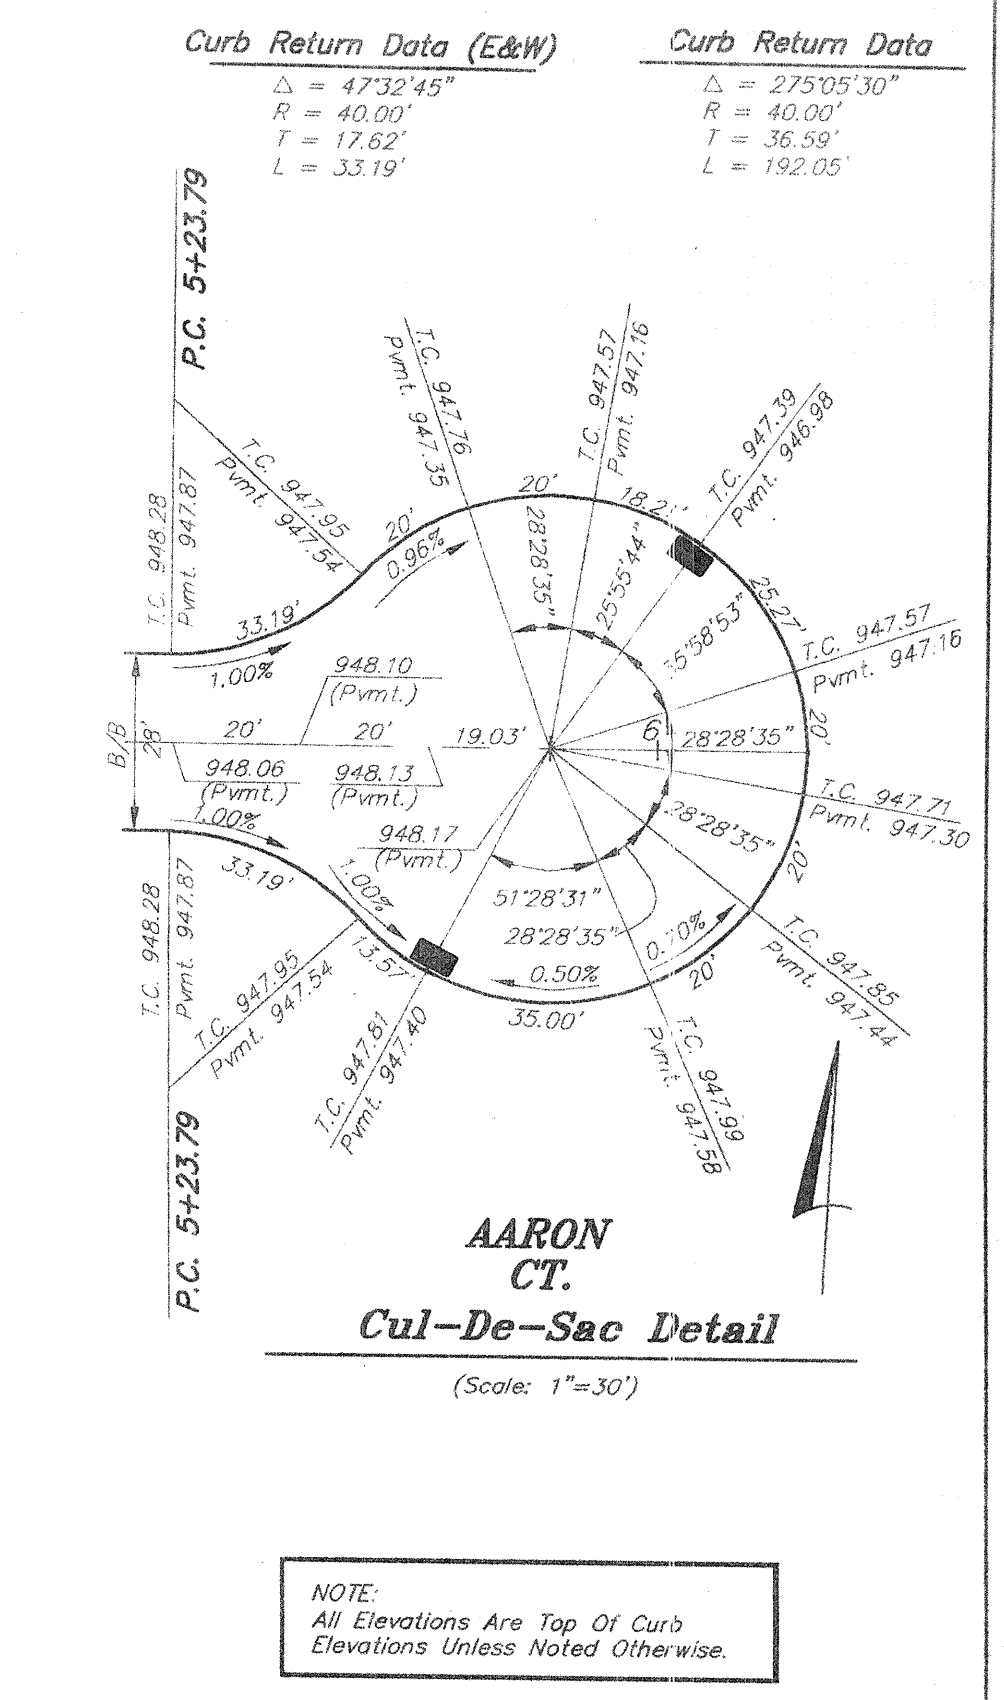 Curb Return Data (E&W)
Δ = 47°32'45"
R = 40.00'
T = 17.62'
L = 33.19'
Curb Return Data
Δ = 275°05'30"
R = 40.00'
T = 36.59'
L = 192.05'
P.C. 5+23.79
T.C. 948.28
Pvmt. 947.87
T.C. 947.95
Pvmt. 947.54
T.C. 947.76
Pvmt. 947.35
T.C. 947.57
Pvmt. 947.16
T.C. 947.39
Pvmt. 946.98
33.19'
1.00%
20'
0.96%
20'
28°28'35"
25°55'44"
25.27'
T.C. 947.57
Pvmt. 947.16
948.10
(Pvmt.)
B/B
28'
20'
20'
19.03'
6
28°28'35"
20'
948.06
(Pvmt.)
948.13
(Pvmt.)
T.C. 947.71
Pvmt. 947.30
1.00%
948.17
(Pvmt.)
28°28'35"
20'
33.19'
1.00%
51°28'31"
28°28'35"
T.C. 948.28
Pvmt. 947.87
T.C. 947.95
Pvmt. 947.54
13.57'
0.50%
35.00'
20'
T.C. 947.85
Pvmt. 947.44
T.C. 947.81
Pvmt. 947.40
T.C. 947.99
Pvmt. 947.58
P.C. 5+23.79
AARON
CT.
Cul-De-Sac Detail
(Scale: 1"=30')
NOTE:
All Elevations Are Top Of Curb
Elevations Unless Noted Otherwise.